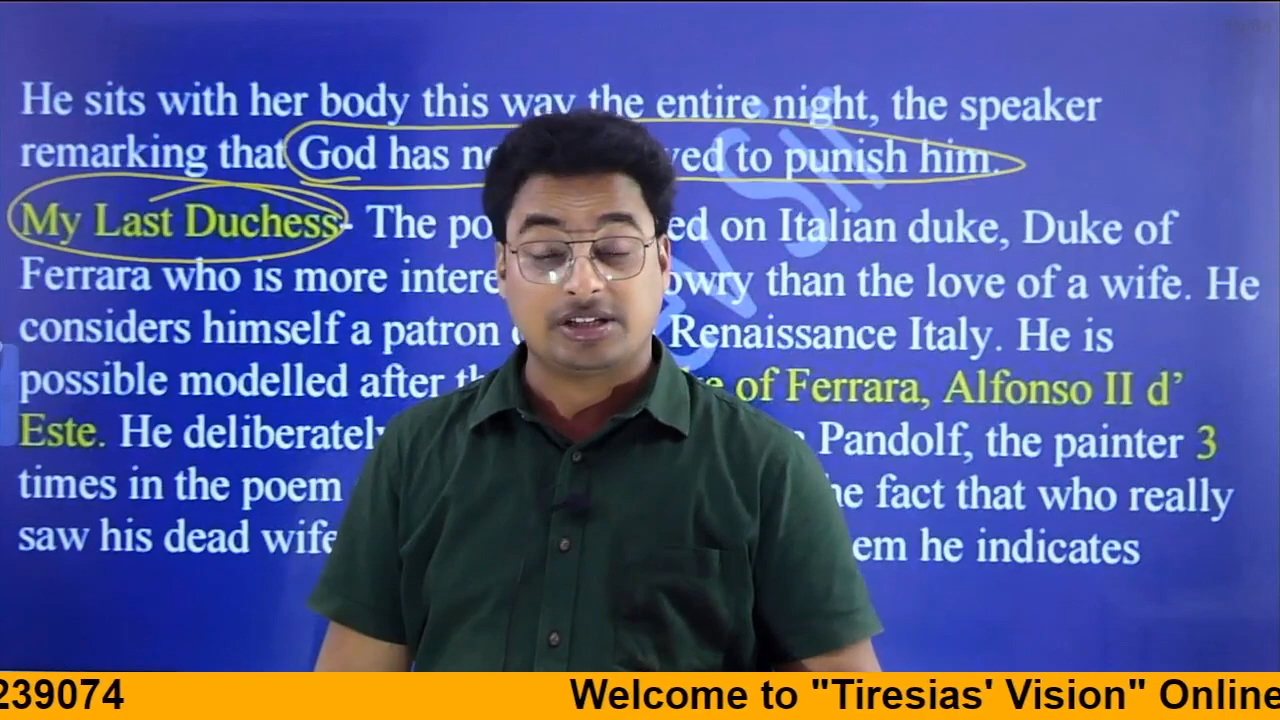 He sits with her body this way the entire night, the speaker
remarking that God has no ved to punish him.
My Last Duchess- The po ed on Italian duke, Duke of
Ferrara who is more intere owry than the love of a wife. He
considers himself a patron Renaissance Italy. He is
possible modelled after th e of Ferrara, Alfonso II d'
Este. He deliberatel Pandolf, the painter 3
times in the poem he fact that who really
saw his dead wife em he indicates
ev Sir
239074
Welcome to "Tiresias' Vision" Online